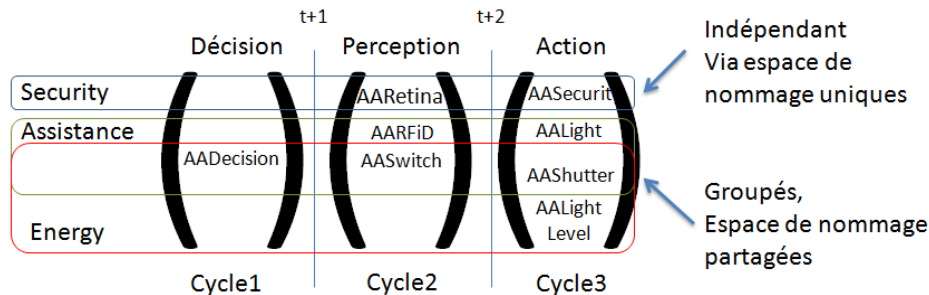 t+1
t+2
Décision
Perception
Action
Indépendant
Via espace de
nommage uniques
Security
AARetina
AASecurit
Assistance
AARFiD
AALight
AADecision
AASwitch
AAShutter
Groupés,
Espace de nommage
partagées
Energy
AALight
Level
Cycle1
Cycle2
Cycle3